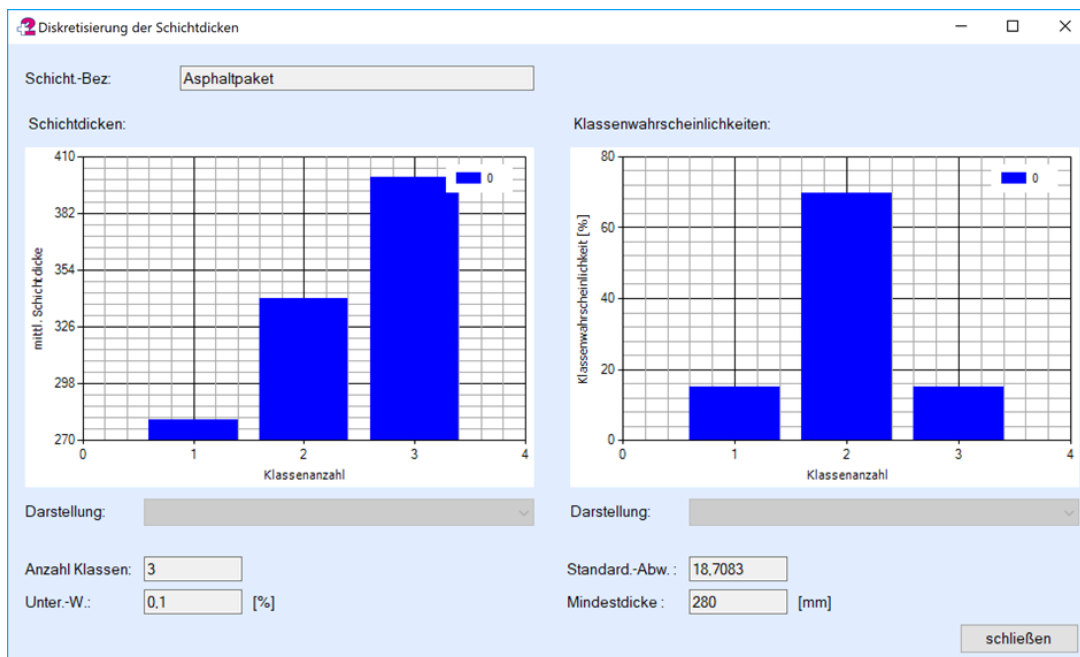 Diskretisierung der Schichtdicken
Schicht.-Bez: Asphaltpaket
Schichtdicken:
410
382
354
326
298
270
mittl. Schichtdicke
0
0 1 2 3 4
Klassenanzahl
Klassenwahrscheinlichkeiten:
80
60
40
20
0
Klassenwahrscheinlichkeit [%]
0
0 1 2 3 4
Klassenanzahl
Darstellung:
Darstellung:
Anzahl Klassen: 3
Unter.-W.: 0,1 [%]
Standard.-Abw. : 18,7083
Mindestdicke : 280 [mm]
schließen